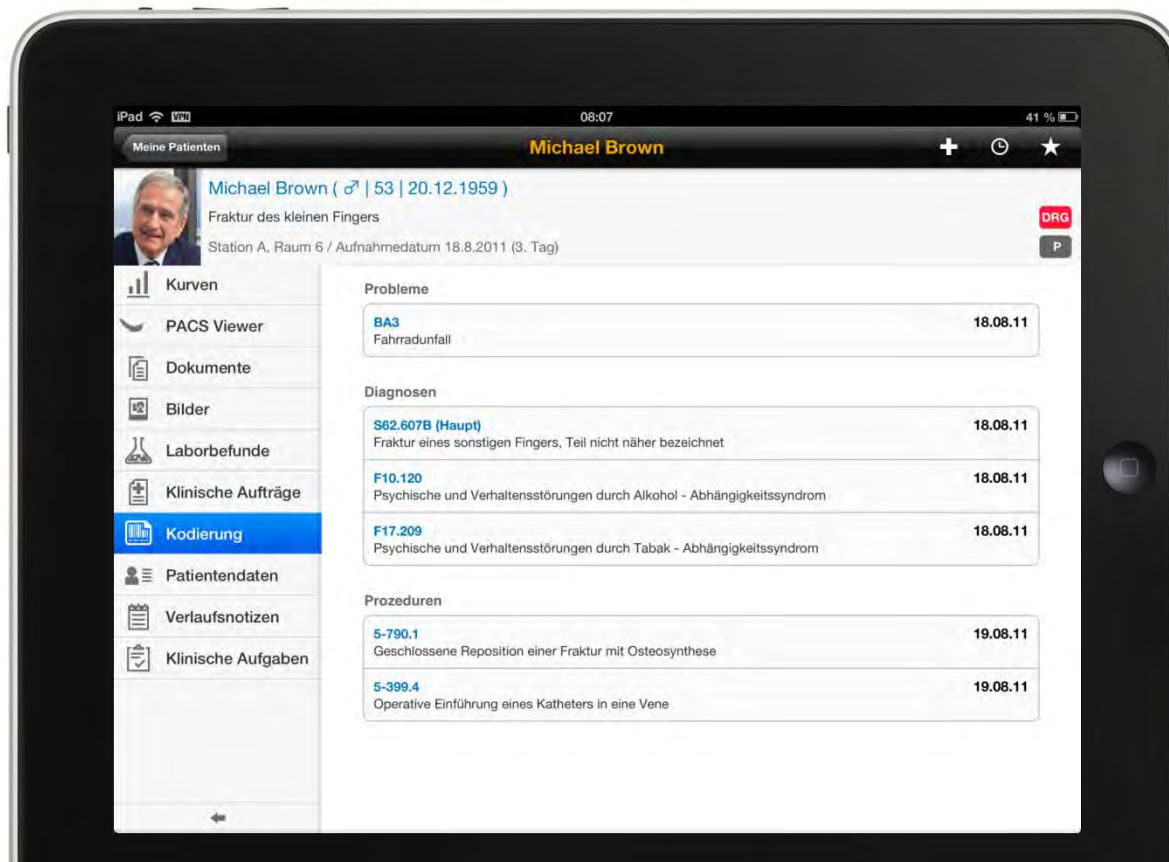 iPad VPN 08:07 41 %
Meine Patienten Michael Brown
Michael Brown ( ♂ | 53 | 20.12.1959 )
Fraktur des kleinen Fingers
DRG
Station A, Raum 6 / Aufnahmedatum 18.8.2011 (3. Tag)
P
Kurven
PACS Viewer
Dokumente
Bilder
Laborbefunde
Klinische Aufträge
Kodierung
Patientendaten
Verlaufsnotizen
Klinische Aufgaben
Probleme
BA3 18.08.11
Fahrradunfall
Diagnosen
S62.607B (Haupt) 18.08.11
Fraktur eines sonstigen Fingers, Teil nicht näher bezeichnet
F10.120 18.08.11
Psychische und Verhaltensstörungen durch Alkohol - Abhängigkeitssyndrom
F17.209 18.08.11
Psychische und Verhaltensstörungen durch Tabak - Abhängigkeitssyndrom
Prozeduren
5-790.1 19.08.11
Geschlossene Reposition einer Fraktur mit Osteosynthese
5-399.4 19.08.11
Operative Einführung eines Katheters in eine Vene